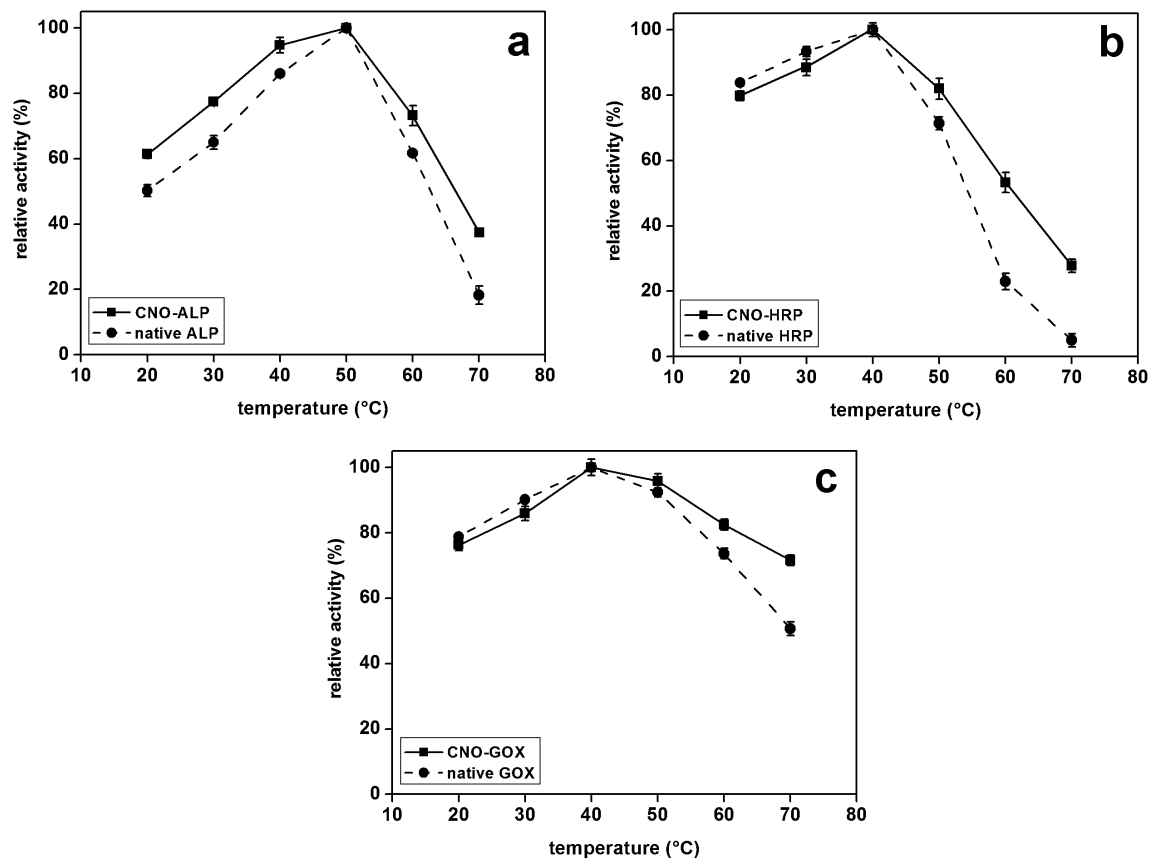 a
relative activity (%)
100
80
60
40
20
0
CNO-ALP
native ALP
10 20 30 40 50 60 70 80
temperature (°C)
b
relative activity (%)
100
80
60
40
20
0
CNO-HRP
native HRP
10 20 30 40 50 60 70 80
temperature (°C)
c
relative activity (%)
100
80
60
40
20
0
CNO-GOX
native GOX
10 20 30 40 50 60 70 80
temperature (°C)